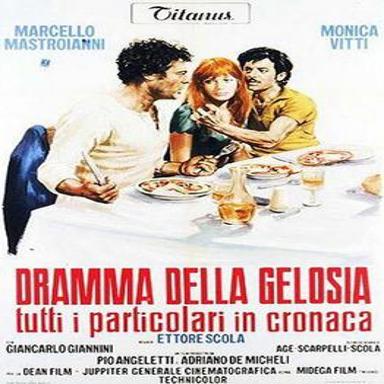 Titanus
MARCELLO MASTROIANNI
MONICA VITTI
DRAMMA DELLA GELOSIA
tutti i particolari in cronaca
ETTORE SCOLA
GIANCARLO GIANNINI
AGE-SCARPELLI-SCOLA
PIO ANGELETTI e ADRIANO DE MICHELI
DEAN FILM - JUPPITER GENERALE CINEMATOGRAFICA MIDEGA FILM
TECHNICOLOR